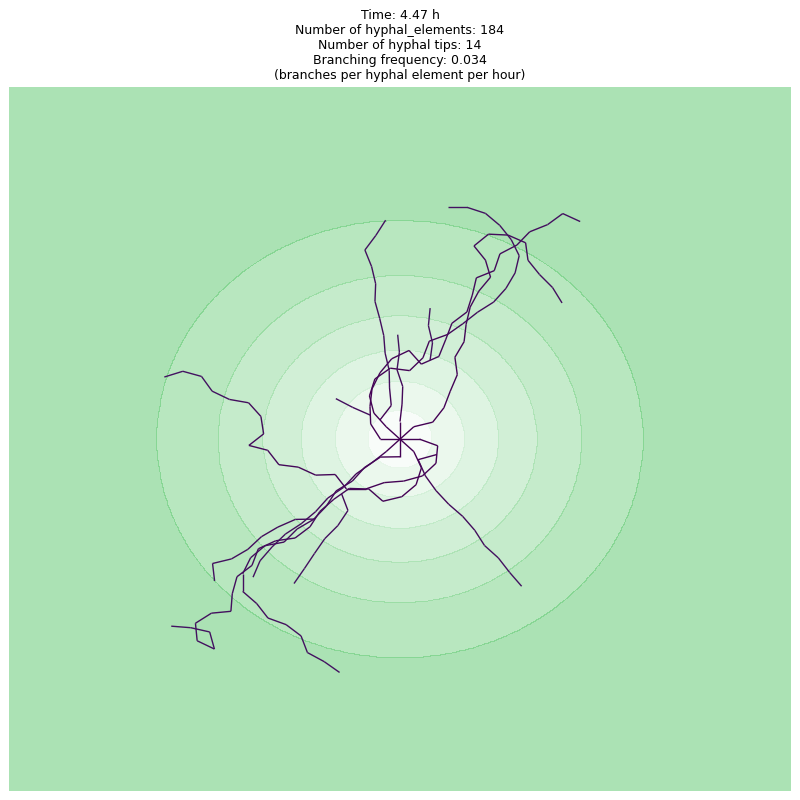 Time: 4.47 h
Number of hyphal_elements: 184
Number of hyphal tips: 14
Branching frequency: 0.034
(branches per hyphal element per hour)